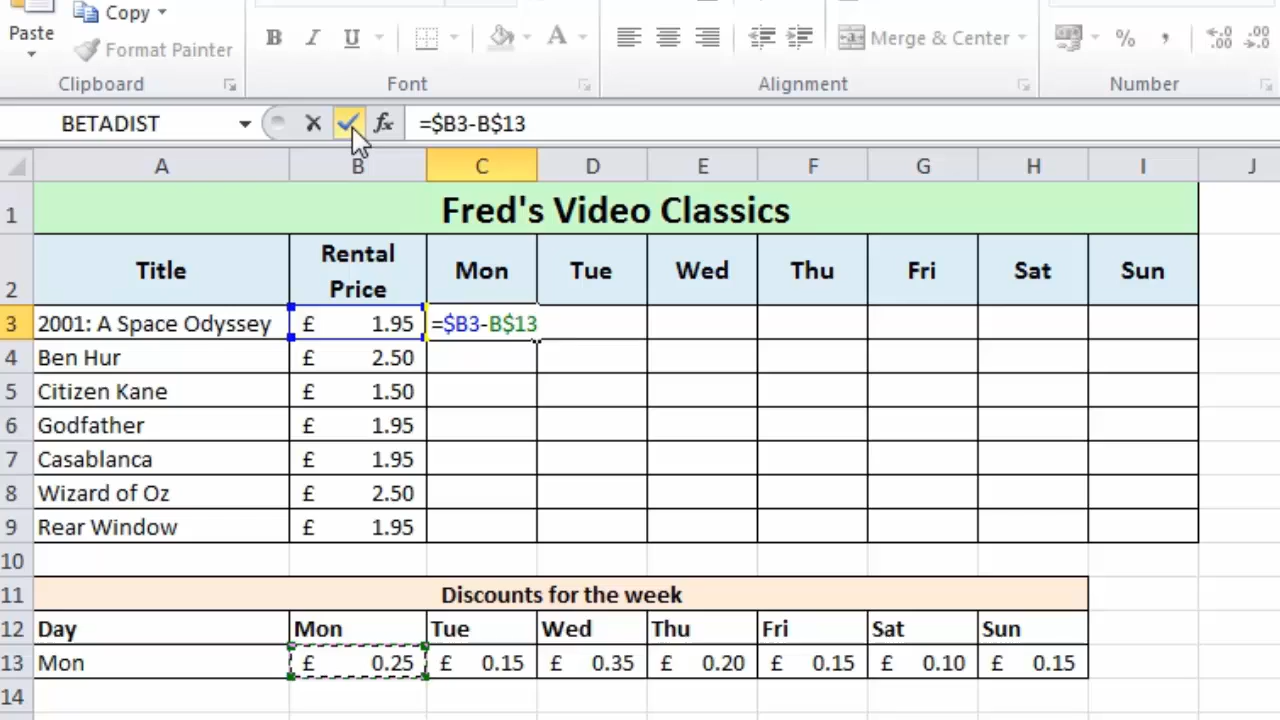 Copy
Paste
Format Painter
B I U A
Merge & Center
% , .00 .00
Clipboard Font Alignment Number
BETADIST fx =$B3-B$13
A B C D E F G H I J
1 Fred's Video Classics
2 Title Rental Price Mon Tue Wed Thu Fri Sat Sun
3 2001: A Space Odyssey £ 1.95 =$B3-B$13
4 Ben Hur £ 2.50
5 Citizen Kane £ 1.50
6 Godfather £ 1.95
7 Casablanca £ 1.95
8 Wizard of Oz £ 2.50
9 Rear Window £ 1.95
10
11 Discounts for the week
12 Day Mon Tue Wed Thu Fri Sat Sun
13 Mon £ 0.25 £ 0.15 £ 0.35 £ 0.20 £ 0.15 £ 0.10 £ 0.15
14